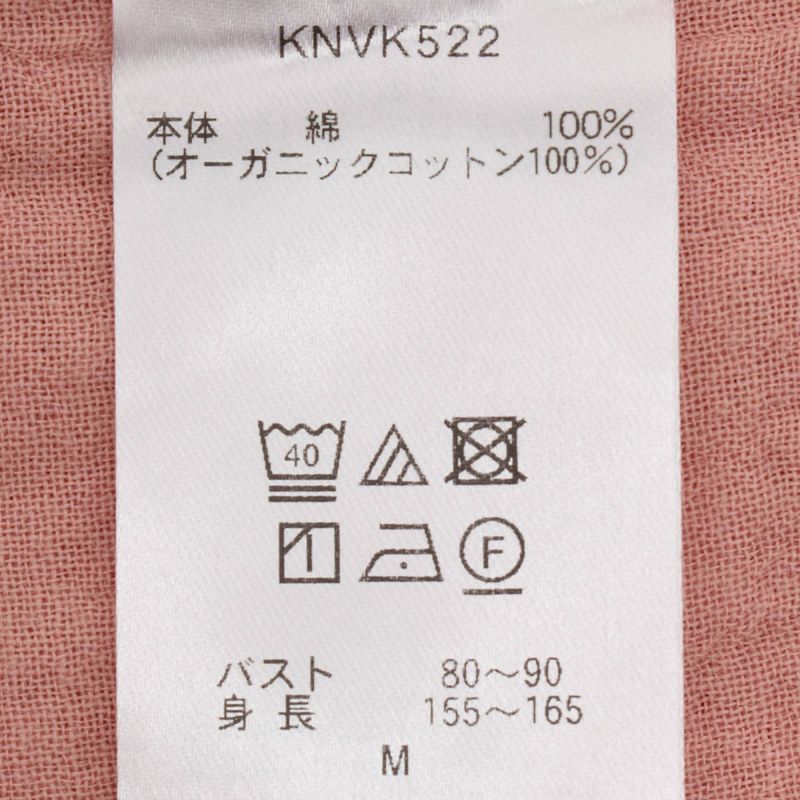 KNVK522
本体 綿 100%
(オーガニックコットン100%)
40
F
バスト 80〜90
身長 155〜165
M